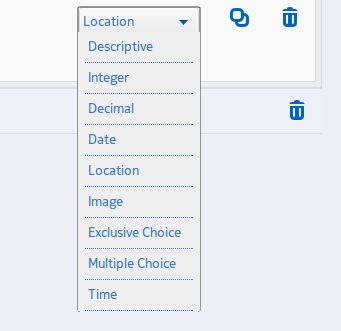 Location
Descriptive
Integer
Decimal
Date
Location
Image
Exclusive Choice
Multiple Choice
Time